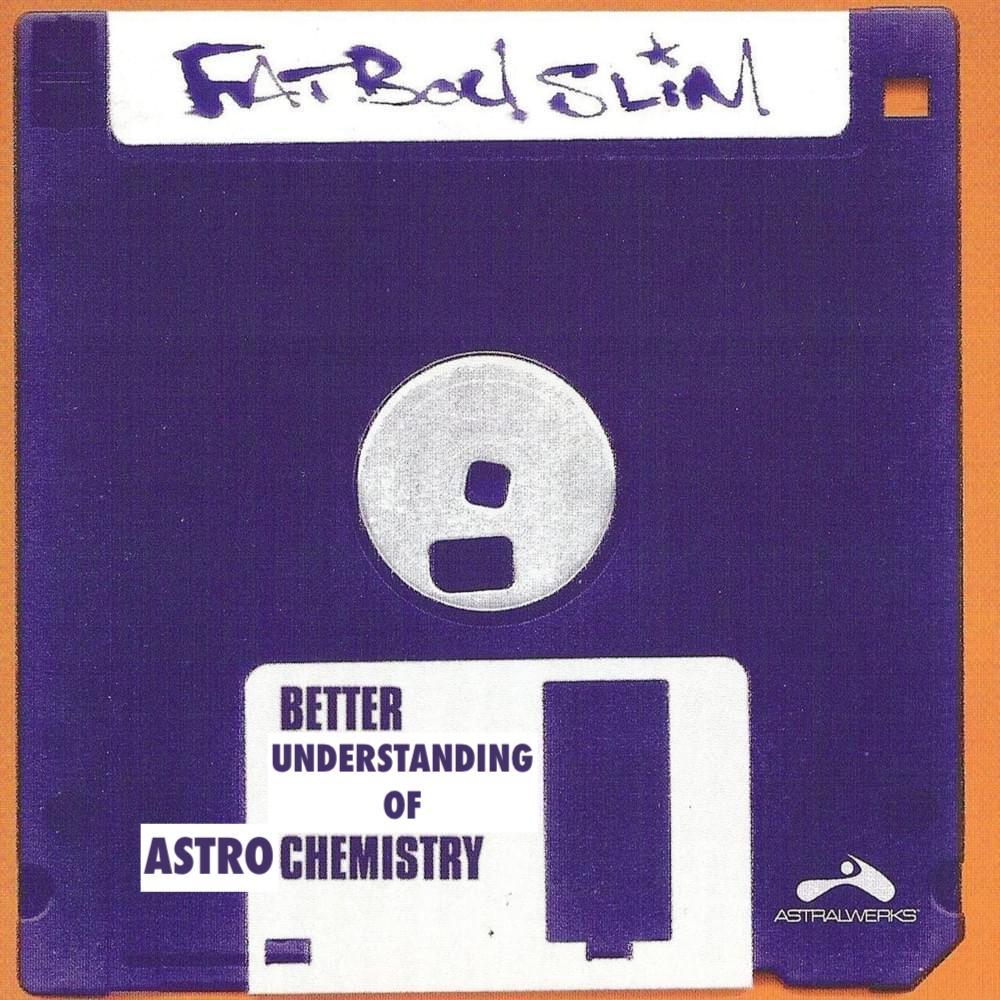 FATBOY SLIM
BETTER
UNDERSTANDING
OF
ASTRO CHEMISTRY
ASTRALWERKS